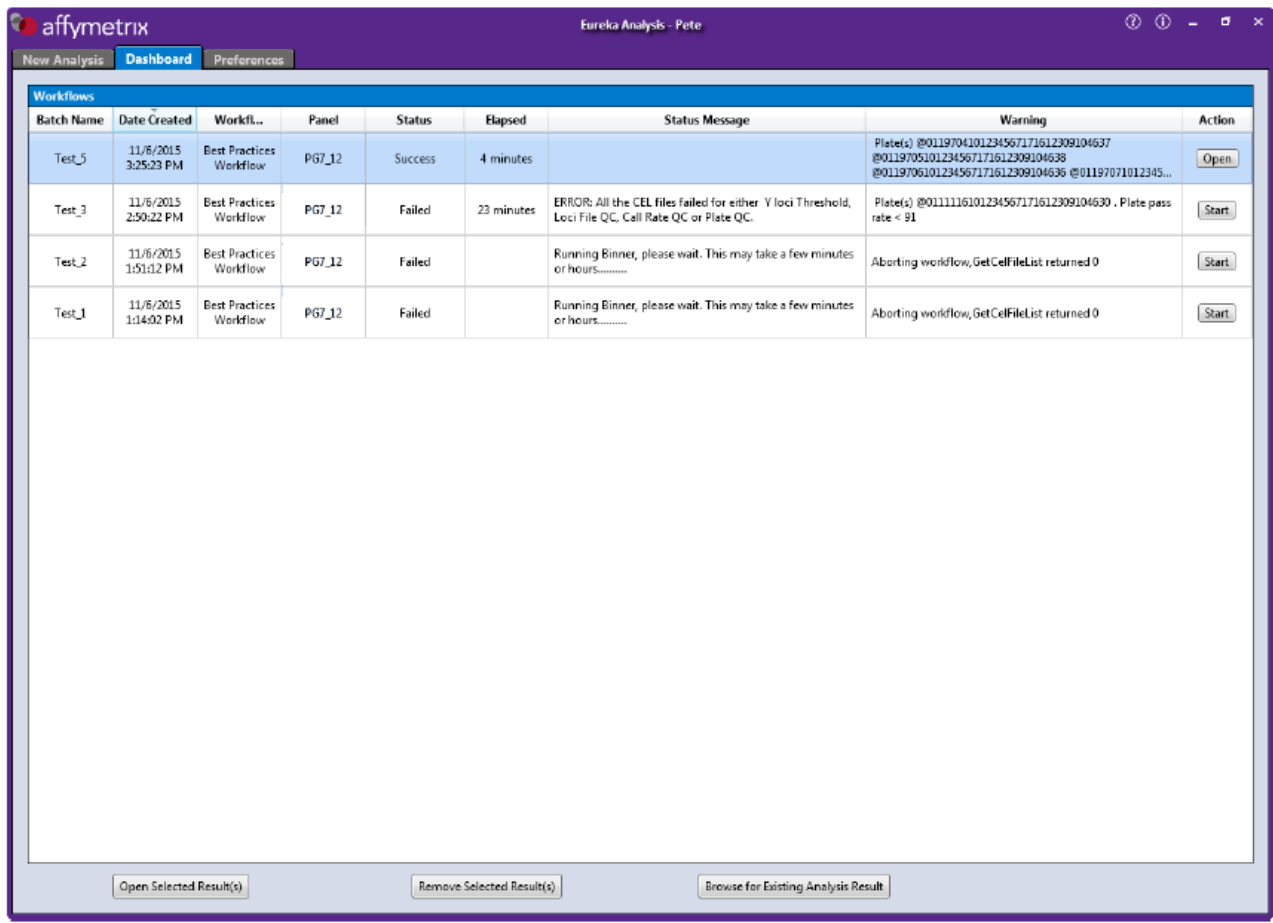 affymetrix
Eureka Analysis - Pete
New Analysis
Dashboard
Preferences
Workflows
Batch Name
Date Created
Workfl...
Panel
Status
Elapsed
Status Message
Warning
Action
Test_5
11/6/2015
3:25:23 PM
Best Practices
Workflow
PG7_12
Success
4 minutes
Plate(s) @0119704101234567171612309104637
@0119705101234567171612309104638
@0119706101234567171612309104636 @01197071012345...
Open
Test_3
11/6/2015
2:50:22 PM
Best Practices
Workflow
PG7_12
Failed
23 minutes
ERROR: All the CEL files failed for either Y loci Threshold,
Loci File QC, Call Rate QC or Plate QC.
Plate(s) @0111116101234567171612309104630 . Plate pass
rate < 91
Start
Test_2
11/6/2015
1:51:12 PM
Best Practices
Workflow
PG7_12
Failed
Running Binner, please wait. This may take a few minutes
or hours..........
Aborting workflow,GetCelFileList returned 0
Start
Test_1
11/6/2015
1:14:02 PM
Best Practices
Workflow
PG7_12
Failed
Running Binner, please wait. This may take a few minutes
or hours..........
Aborting workflow,GetCelFileList returned 0
Start
Open Selected Result(s)
Remove Selected Result(s)
Browse for Existing Analysis Result